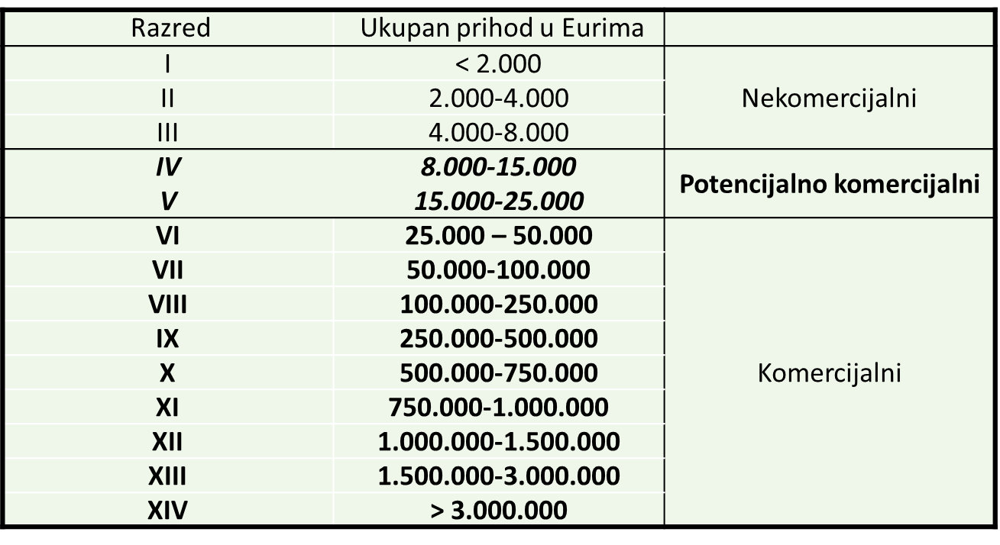 Razred Ukupan prihod u Eurima
I < 2.000
II 2.000-4.000 Nekomercijalni
III 4.000-8.000
IV 8.000-15.000
Potencijalno komercijalni
V 15.000-25.000
VI 25.000 – 50.000
VII 50.000-100.000
VIII 100.000-250.000
IX 250.000-500.000
X 500.000-750.000 Komercijalni
XI 750.000-1.000.000
XII 1.000.000-1.500.000
XIII 1.500.000-3.000.000
XIV > 3.000.000